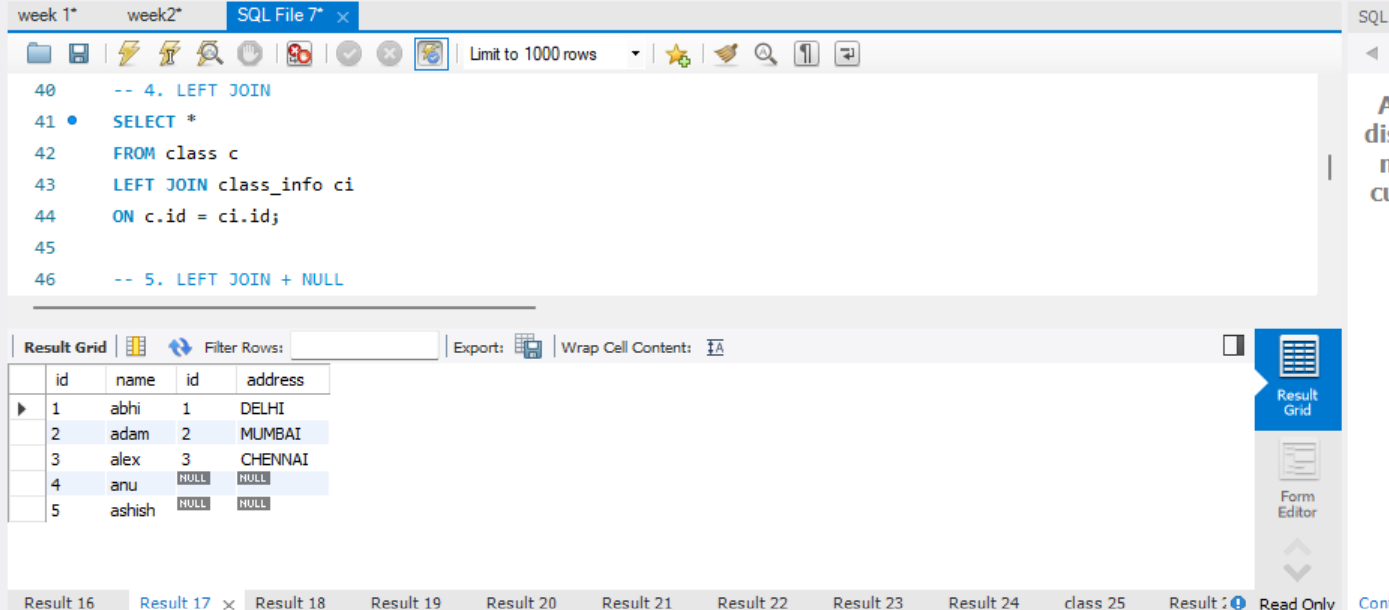 week 1* week2* SQL File 7* SQL
Limit to 1000 rows
40 -- 4. LEFT JOIN
41 SELECT *
42 FROM class c
43 LEFT JOIN class_info ci
44 ON c.id = ci.id;
45
46 -- 5. LEFT JOIN + NULL
Result Grid Filter Rows: Export: Wrap Cell Content:
id name id address
1 abhi 1 DELHI
2 adam 2 MUMBAI
3 alex 3 CHENNAI
4 anu NULL NULL
5 ashish NULL NULL
Result
Grid
Form
Editor
Result 16 Result 17 Result 18 Result 19 Result 20 Result 21 Result 22 Result 23 Result 24 class 25 Result Read Only